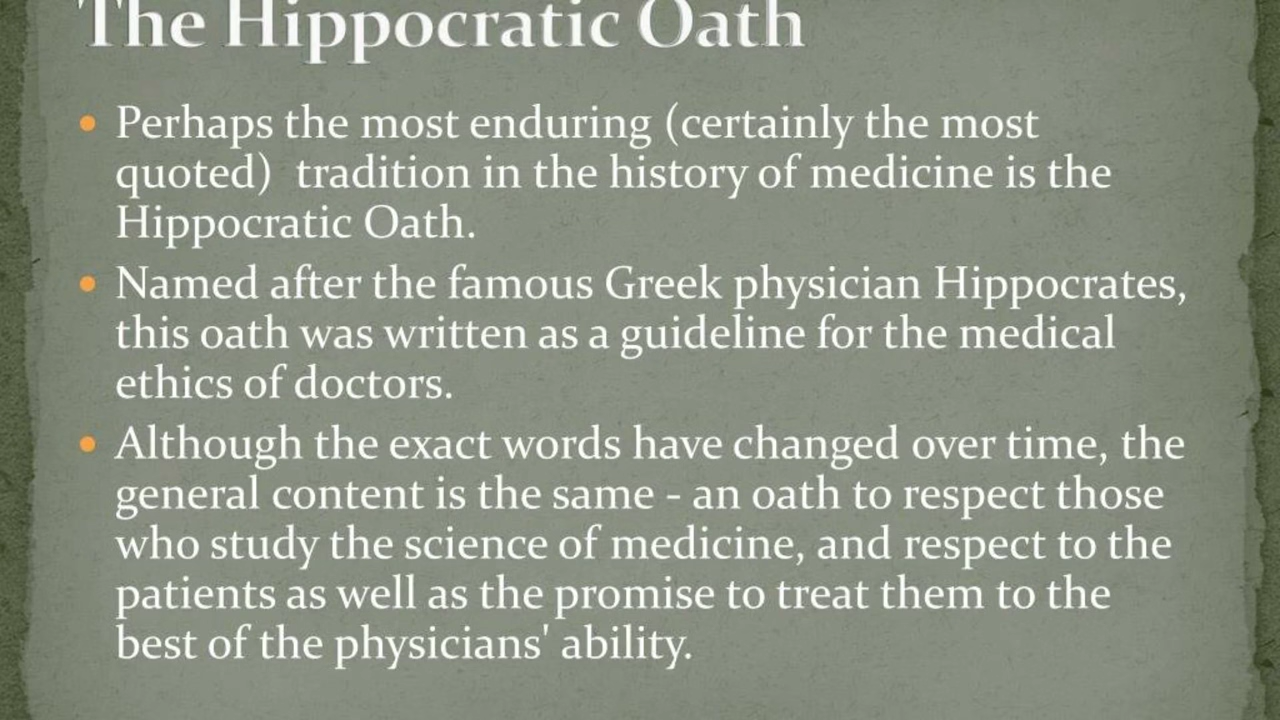 The Hippocratic Oath
• Perhaps the most enduring (certainly the most
quoted)  tradition in the history of medicine is the
Hippocratic Oath.
• Named after the famous Greek physician Hippocrates,
this oath was written as a guideline for the medical
ethics of doctors.
• Although the exact words have changed over time, the
general content is the same - an oath to respect those
who study the science of medicine, and respect to the
patients as well as the promise to treat them to the
best of the physicians' ability.